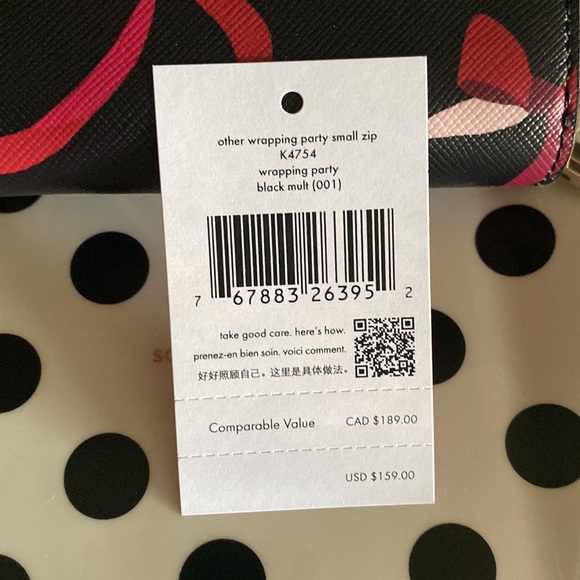 other wrapping party small zip
K4754
wrapping party
black mult (001)
7 67883 26395 2
take good care. here's how.
prenez-en bien soin. voici comment.
好好照顾自己。这里是具体做法。
Comparable Value CAD $189.00
USD $159.00